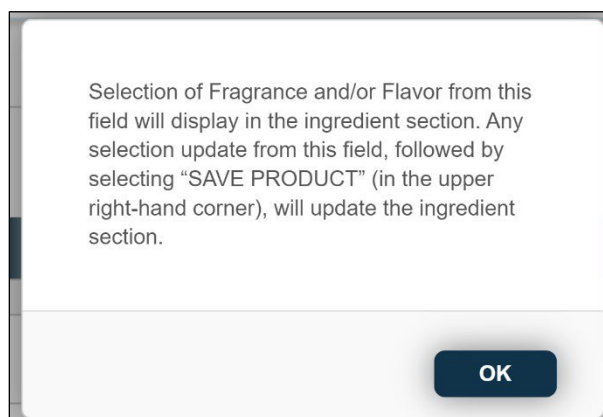 Selection of Fragrance and/or Flavor from this
field will display in the ingredient section. Any
selection update from this field, followed by
selecting “SAVE PRODUCT” (in the upper
right-hand corner), will update the ingredient
section.
OK